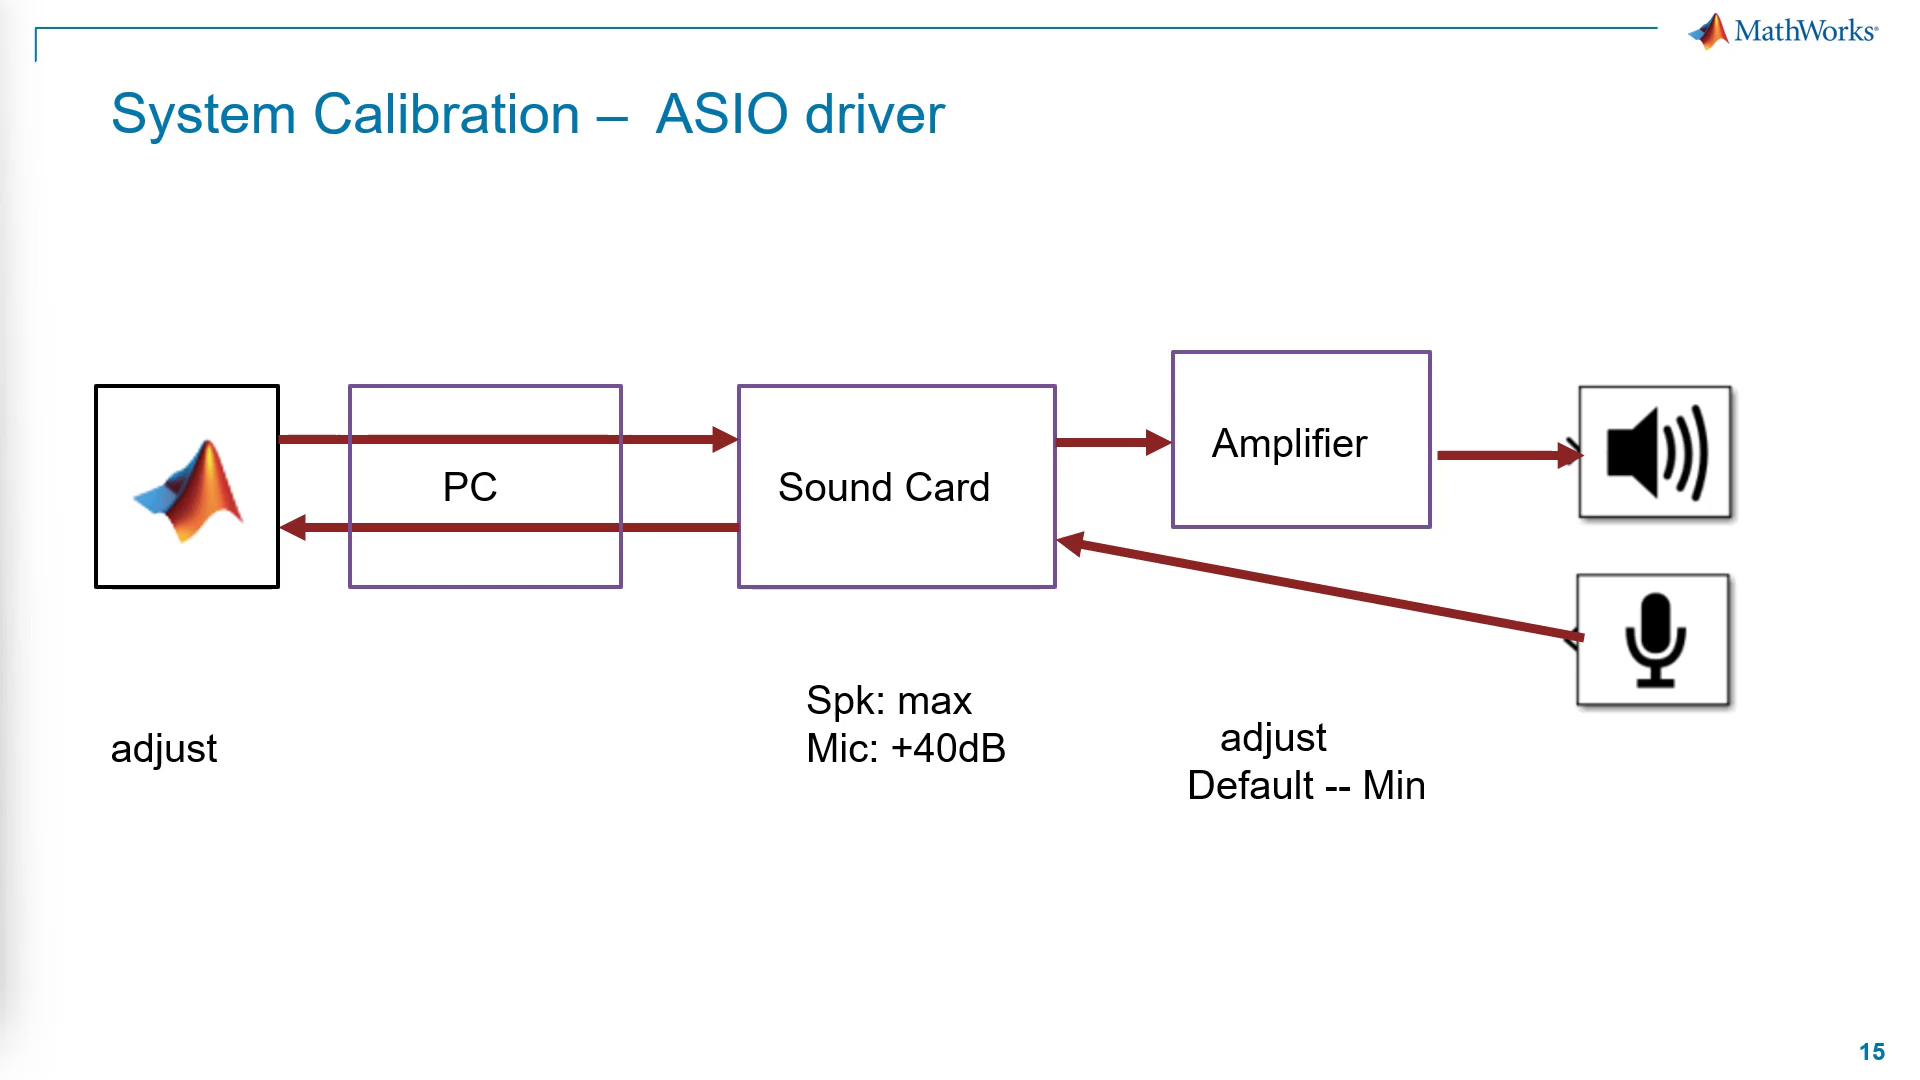 MathWorks®
System Calibration – ASIO driver
PC
Sound Card
Amplifier
Spk: max
Mic: +40dB
adjust
adjust
Default -- Min
15